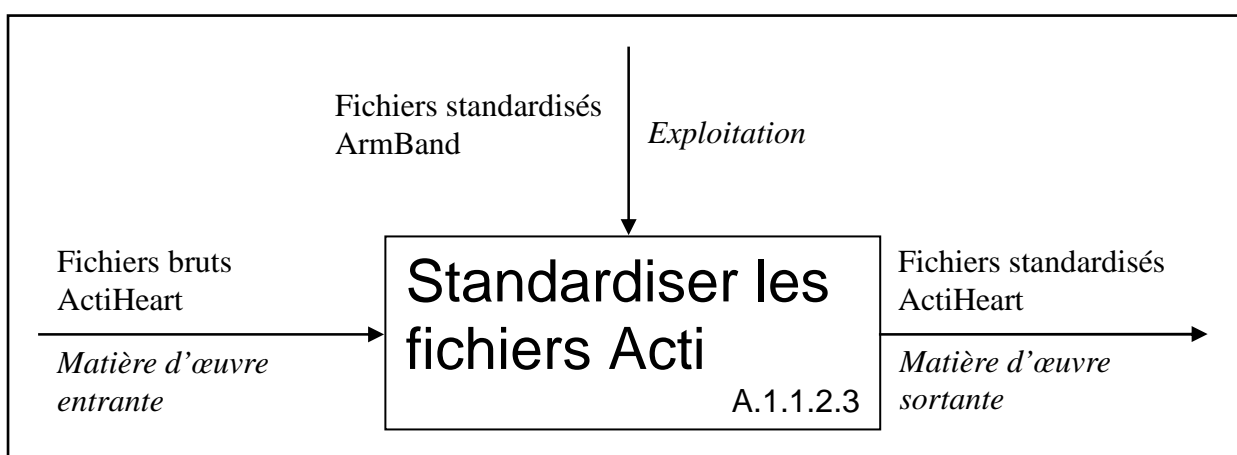 Fichiers standardisés
ArmBand
Exploitation
Fichiers bruts
ActiHeart
Matière d'œuvre
entrante
Standardiser les
fichiers Acti
A.1.1.2.3
Fichiers standardisés
ActiHeart
Matière d'œuvre
sortante